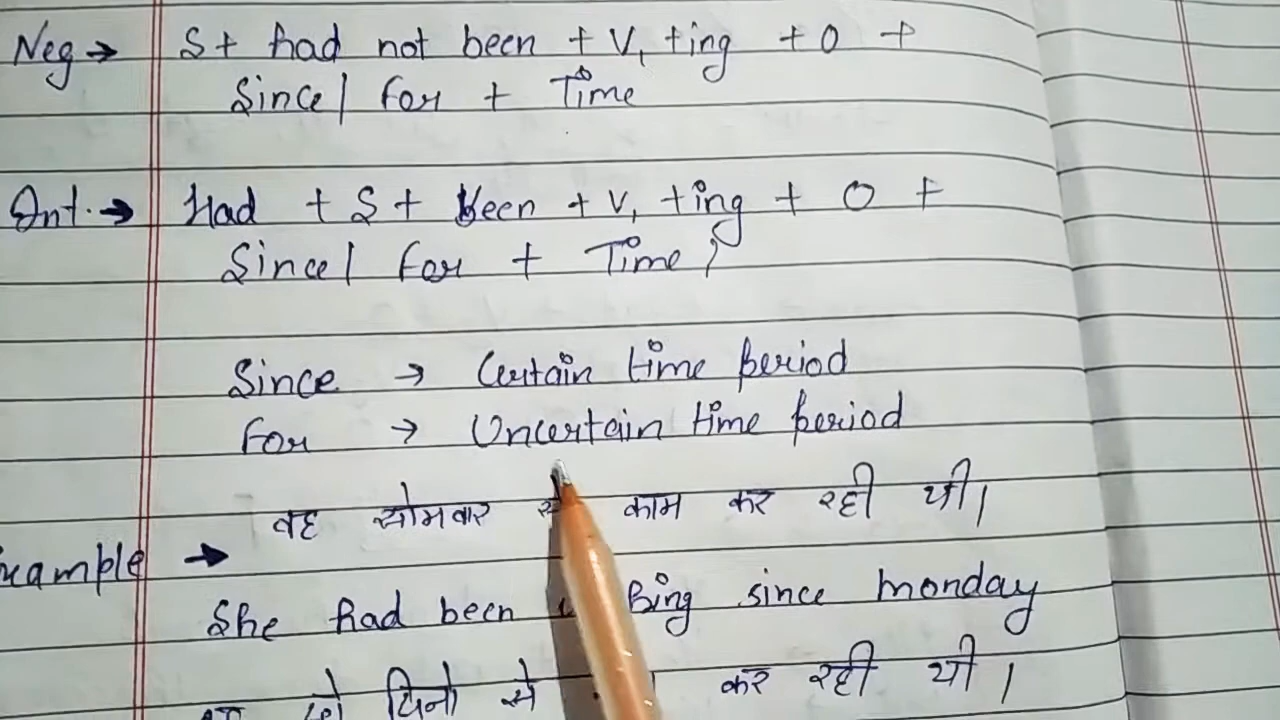 Neg → S + had not been + V₁ + ing + O +
Since / for + Time
Int. → Had + S + been + V₁ + ing + O +
Since / for + Time ?
Since → Certain time period
For → Uncertain time period
वह सोमवार से काम कर रही थी।
Example →
She had been since monday
दो दिनो से कर रही थी।